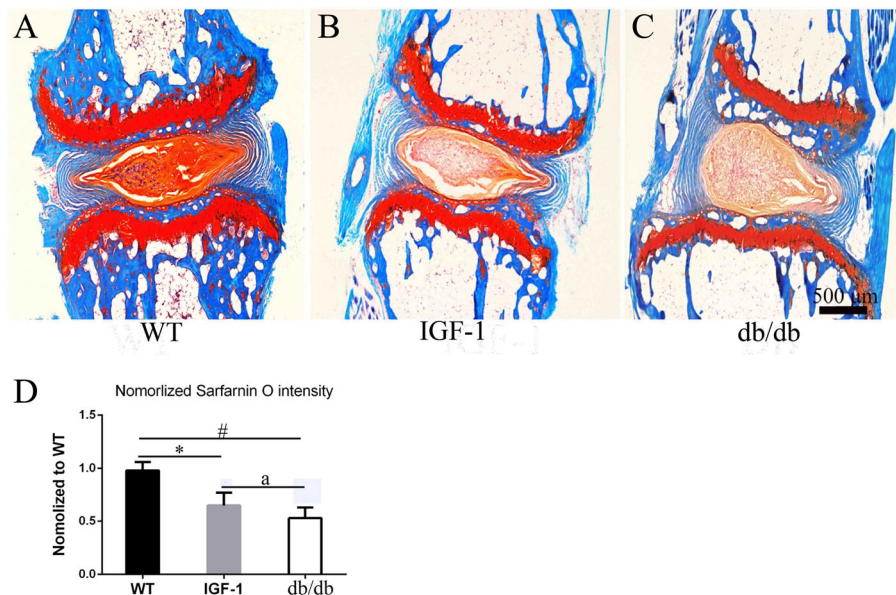 A
B
C
500 μm
WT
IGF-1
db/db
D
Nomorlized Sarfarnin O intensity
Nomolized to WT
1.5
1.0
0.5
0.0
#
*
a
WT
IGF-1
db/db